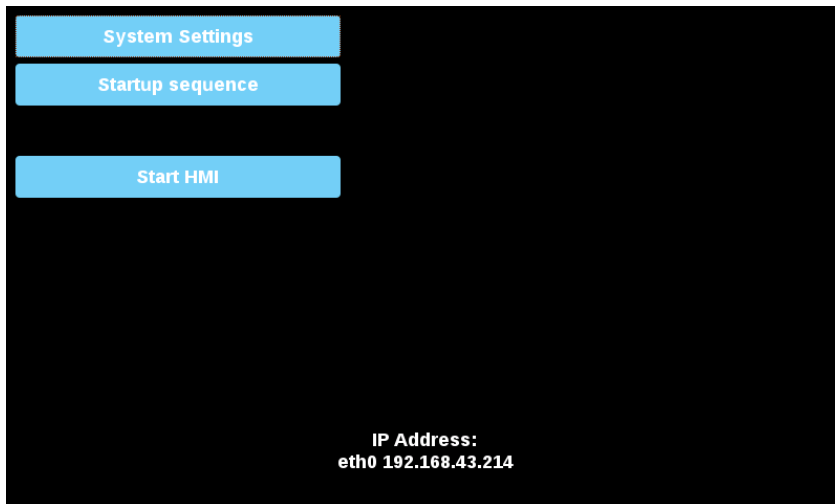 System Settings
Startup sequence
Start HMI
IP Address:
eth0 192.168.43.214